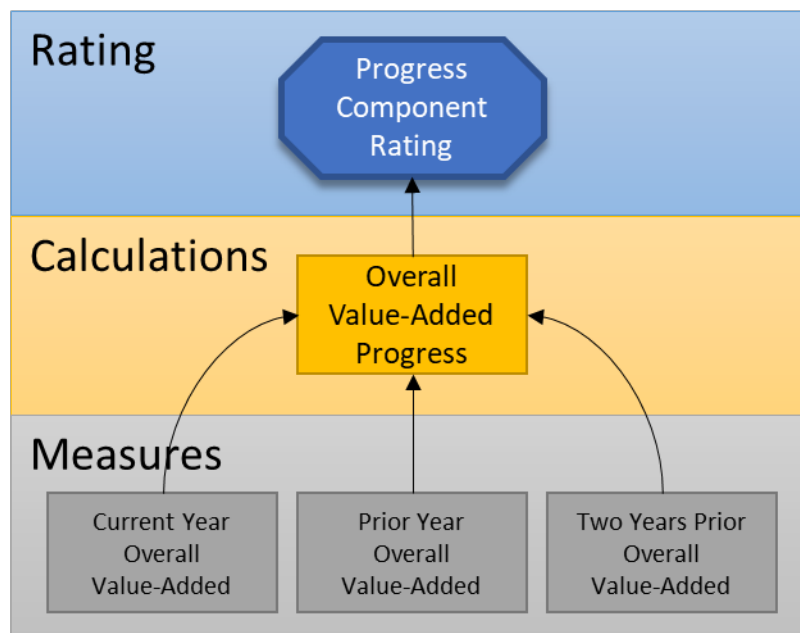 Rating
Progress
Component
Rating
Calculations
Overall
Value-Added
Progress
Measures
Current Year
Overall
Value-Added
Prior Year
Overall
Value-Added
Two Years Prior
Overall
Value-Added